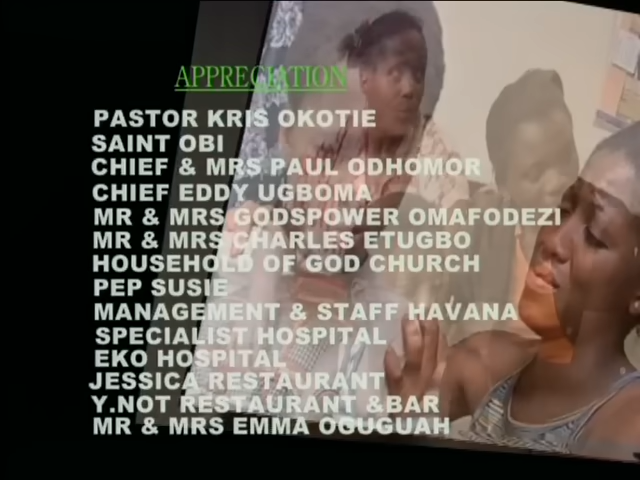 APPRECIATION
PASTOR KRIS OKOTIE
SAINT OBI
CHIEF & MRS PAUL ODHOMOR
CHIEF EDDY UGBOMA
MR & MRS GODSPOWER OMAFODEZI
MR & MRS CHARLES ETUGBO
HOUSEHOLD OF GOD CHURCH
PEP SUSIE
MANAGEMENT & STAFF HAVANA
SPECIALIST HOSPITAL
EKO HOSPITAL
JESSICA RESTAURANT
Y.NOT RESTAURANT &BAR
MR & MRS EMMA OGUGUAH